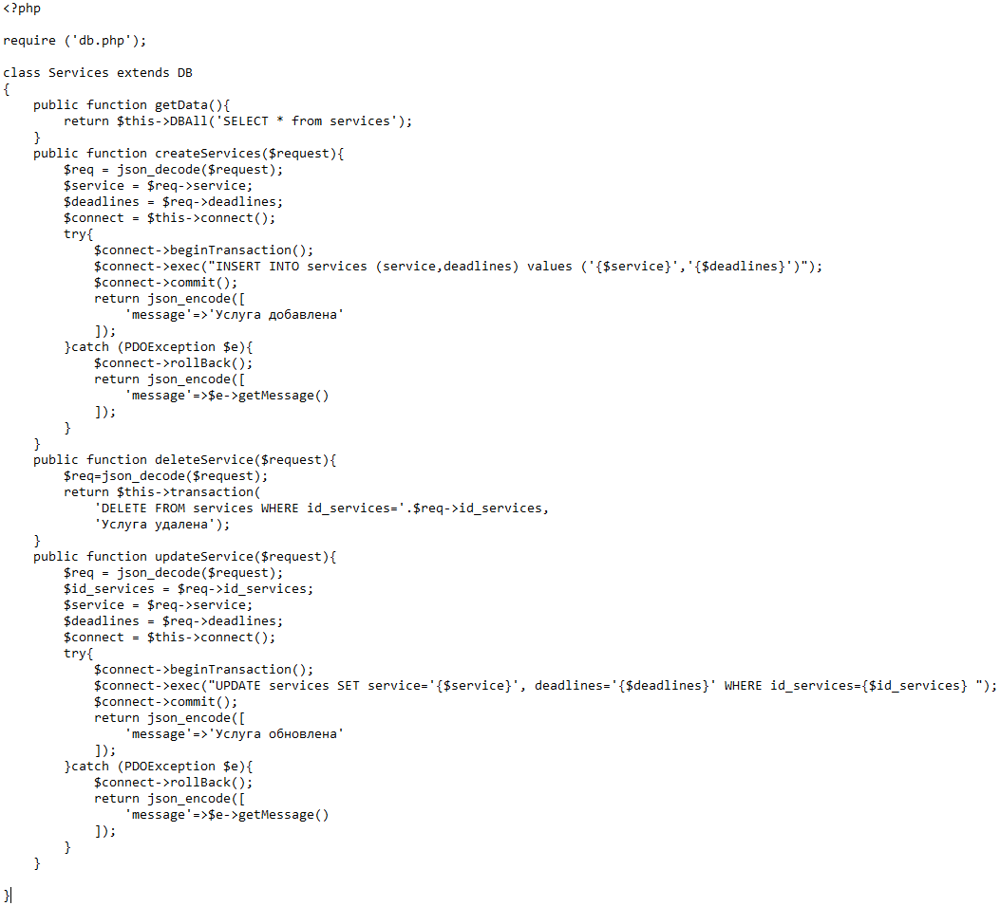 <?php
require ('db.php');
class Services extends DB
{
    public function getData(){
        return $this->DBAll('SELECT * from services');
    }
    public function createServices($request){
        $req = json_decode($request);
        $service = $req->service;
        $deadlines = $req->deadlines;
        $connect = $this->connect();
        try{
            $connect->beginTransaction();
            $connect->exec("INSERT INTO services (service,deadlines) values ('{$service}','{$deadlines}')");
            $connect->commit();
            return json_encode([
                'message'=>'Услуга добавлена'
            ]);
        }catch (PDOException $e){
            $connect->rollBack();
            return json_encode([
                'message'=>$e->getMessage()
            ]);
        }
    }
    public function deleteService($request){
        $req=json_decode($request);
        return $this->transaction(
            'DELETE FROM services WHERE id_services='.$req->id_services,
            'Услуга удалена');
    }
    public function updateService($request){
        $req = json_decode($request);
        $id_services = $req->id_services;
        $service = $req->service;
        $deadlines = $req->deadlines;
        $connect = $this->connect();
        try{
            $connect->beginTransaction();
            $connect->exec("UPDATE services SET service='{$service}', deadlines='{$deadlines}' WHERE id_services={$id_services} ");
            $connect->commit();
            return json_encode([
                'message'=>'Услуга обновлена'
            ]);
        }catch (PDOException $e){
            $connect->rollBack();
            return json_encode([
                'message'=>$e->getMessage()
            ]);
        }
    }
}